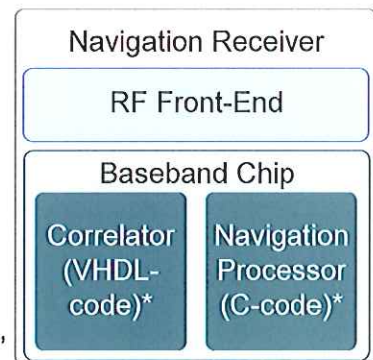 Navigation Receiver
RF Front-End
Baseband Chip
Correlator
(VHDL-
code)*
Navigation
Processor
(C-code)*
,